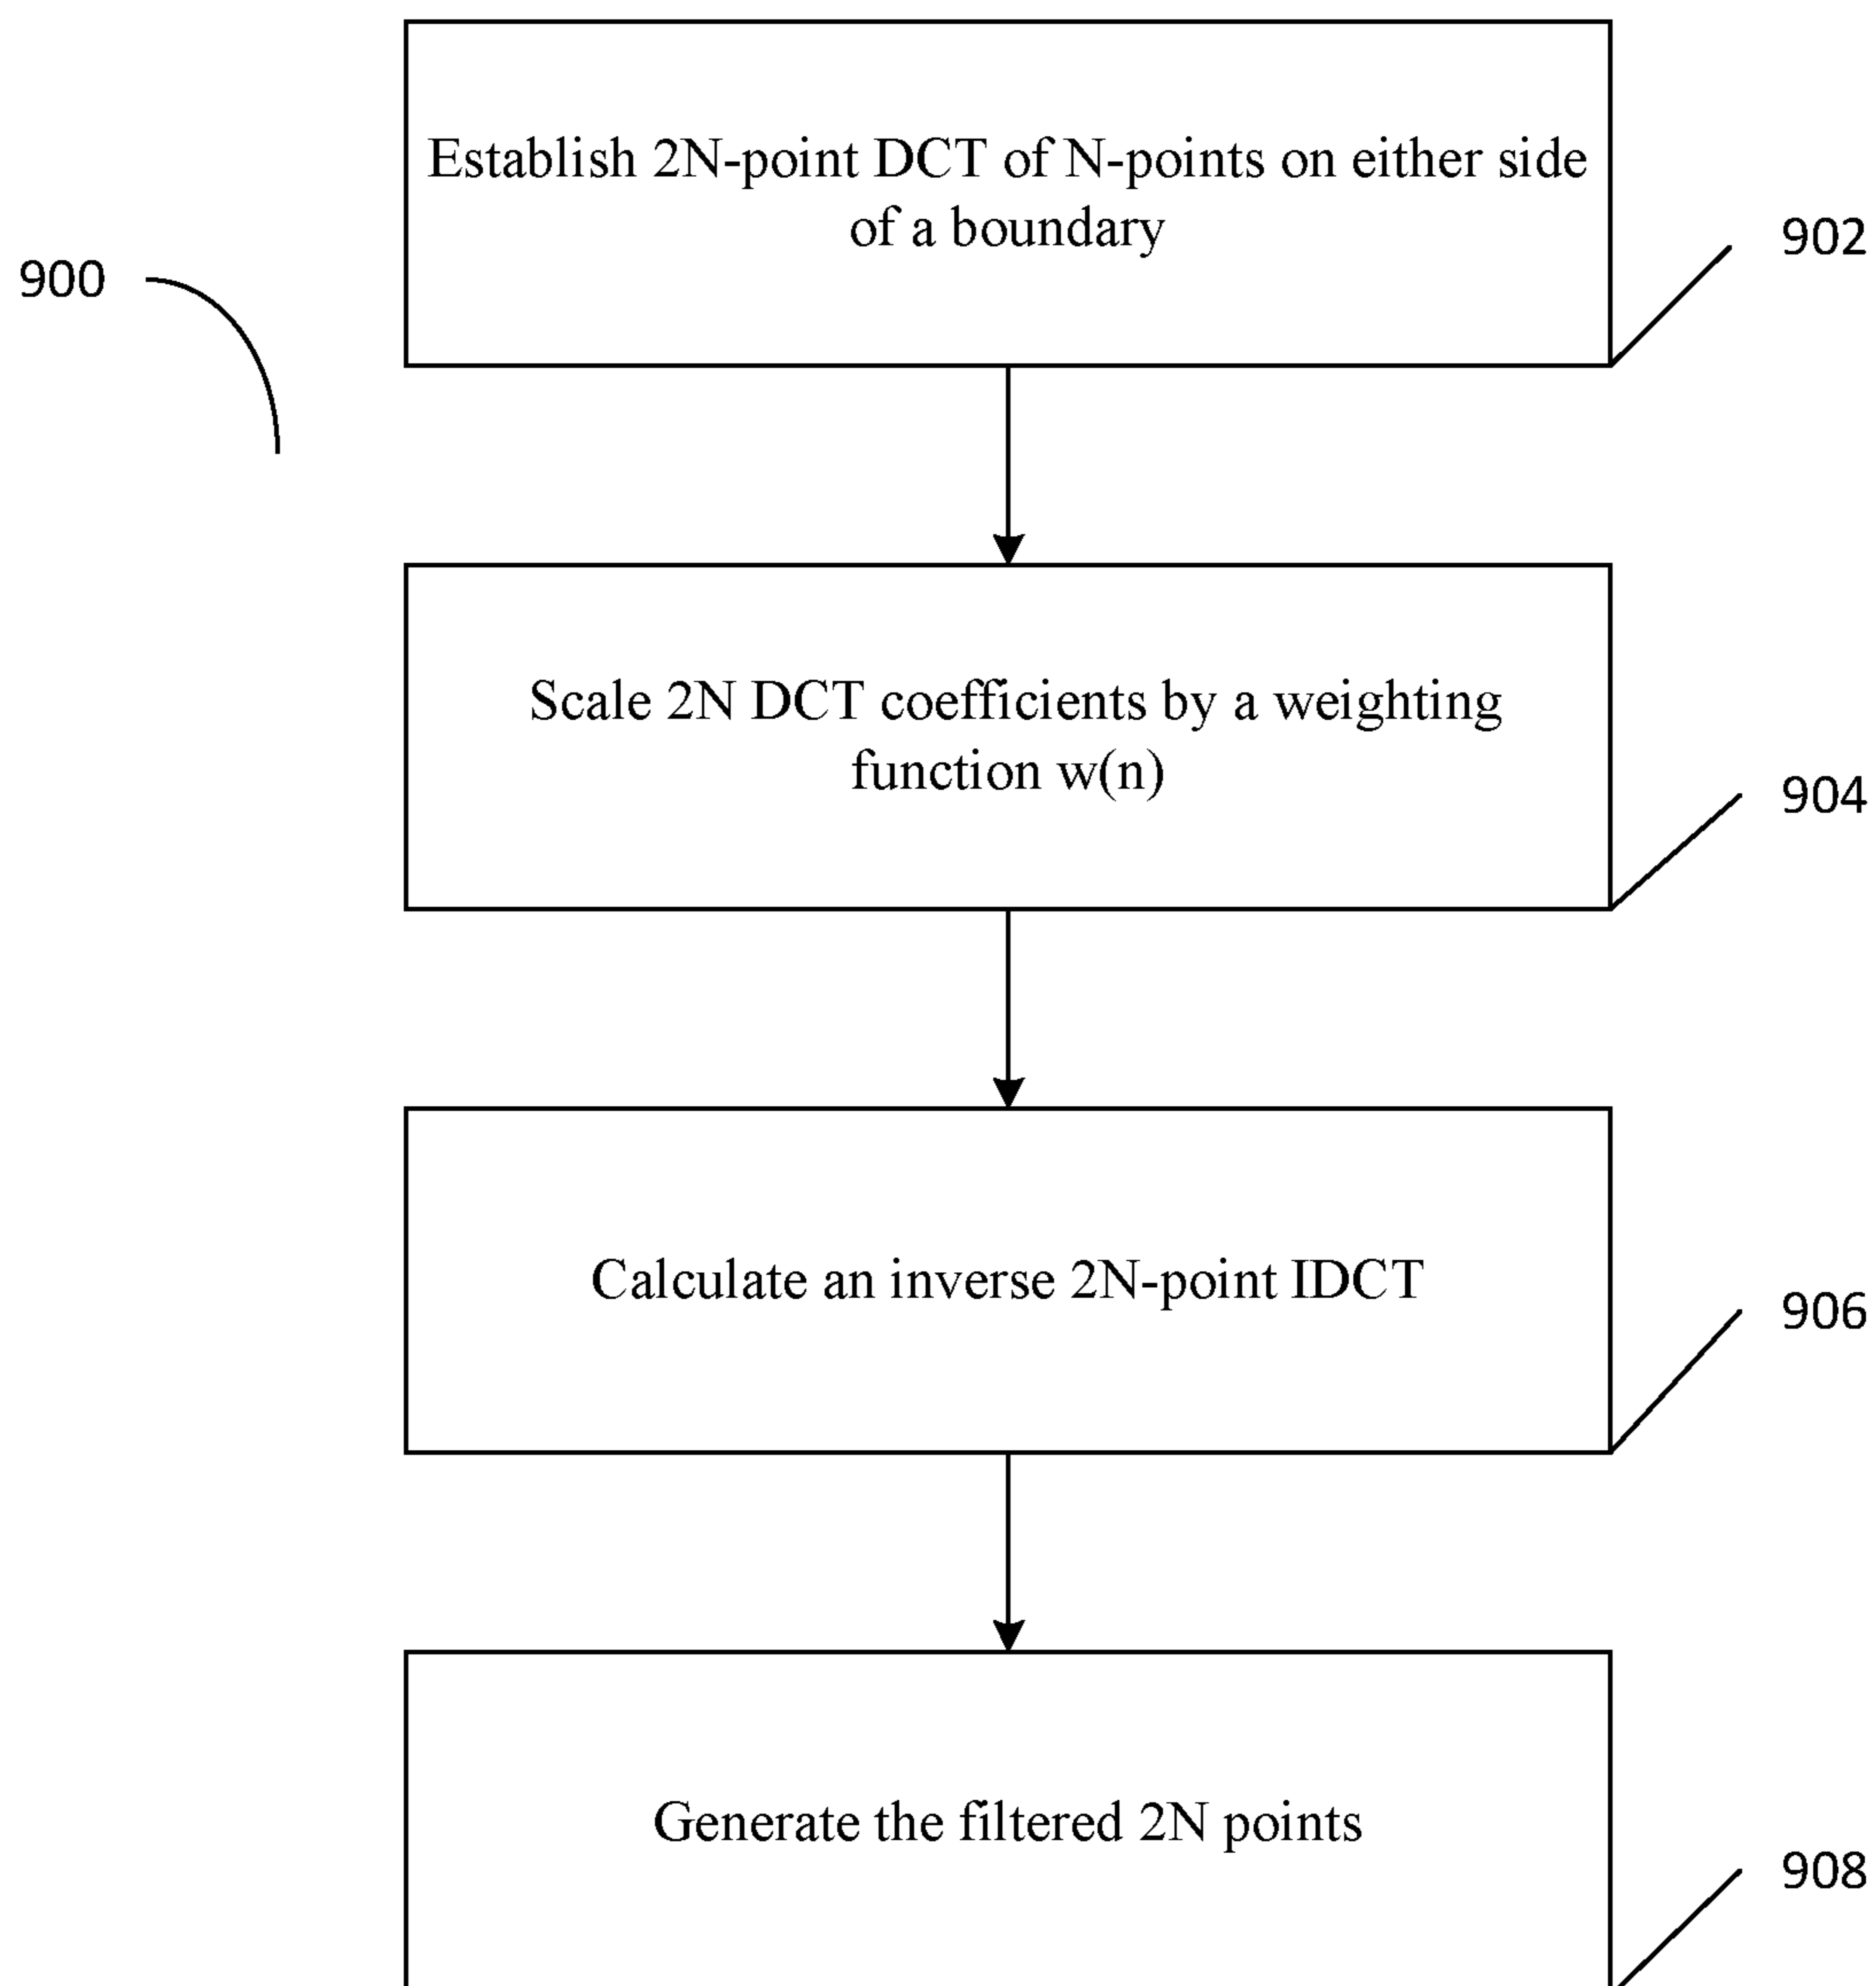 Establish 2N-point DCT of N-points on either side
of a boundary
902
900
Scale 2N DCT coefficients by a weighting
function w(n)
904
Calculate an inverse 2N-point IDCT
906
Generate the filtered 2N points
908